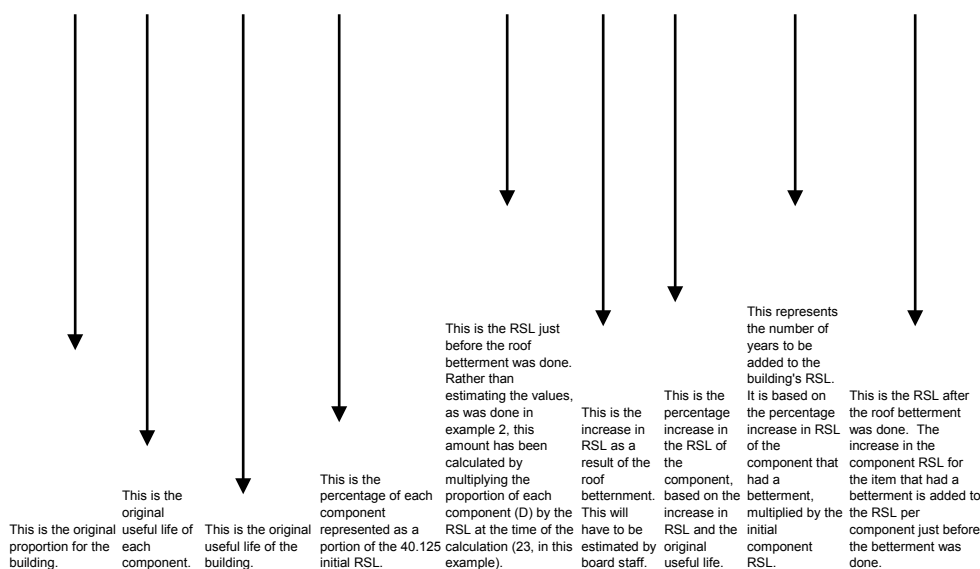 This is the original
proportion for the
building.
This is the
original
useful life of
each
component.
This is the original
useful life of the
building.
This is the
percentage of each
component
represented as a
portion of the 40.125
initial RSL.
This is the RSL just
before the roof
betterment was done.
Rather than
estimating the values,
as was done in
example 2, this
amount has been
calculated by
multiplying the
proportion of each
component (D) by the
RSL at the time of the
calculation (23, in this
example).
This is the
increase in
RSL as a
result of the
roof
betternment.
This will
have to be
estimated by
board staff.
This is the
percentage
increase in
the RSL of
the
component,
based on the
increase in
RSL and the
original
useful life.
This represents
the number of
years to be
added to the
building's RSL.
It is based on
the percentage
increase in RSL
of the
component that
had a
betterment,
multiplied by the
initial
component
RSL.
This is the RSL after
the roof betterment
was done.  The
increase in the
component RSL for
the item that had a
betterment is added to
the RSL per
component just before
the betterment was
done.